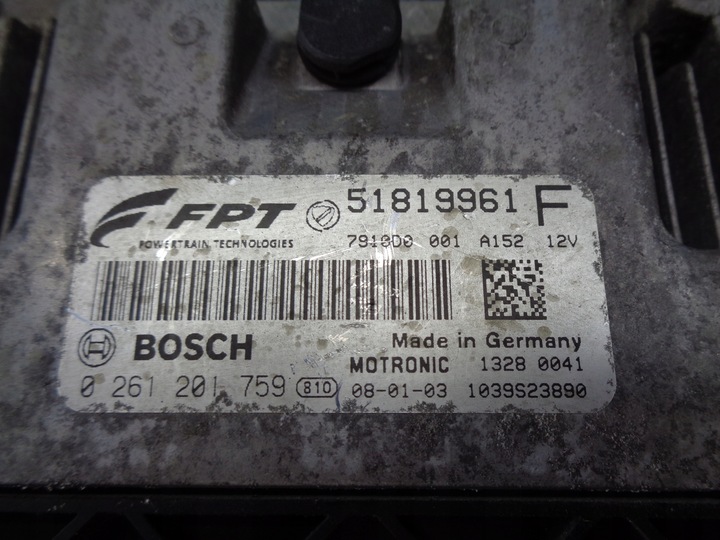 FPT 51819961 F
POWERTRAIN TECHNOLOGIES 7918D0 001 A152 12V
BOSCH Made in Germany
MOTRONIC 1328 0041
0 261 201 759 810 08-01-03 1039S23890